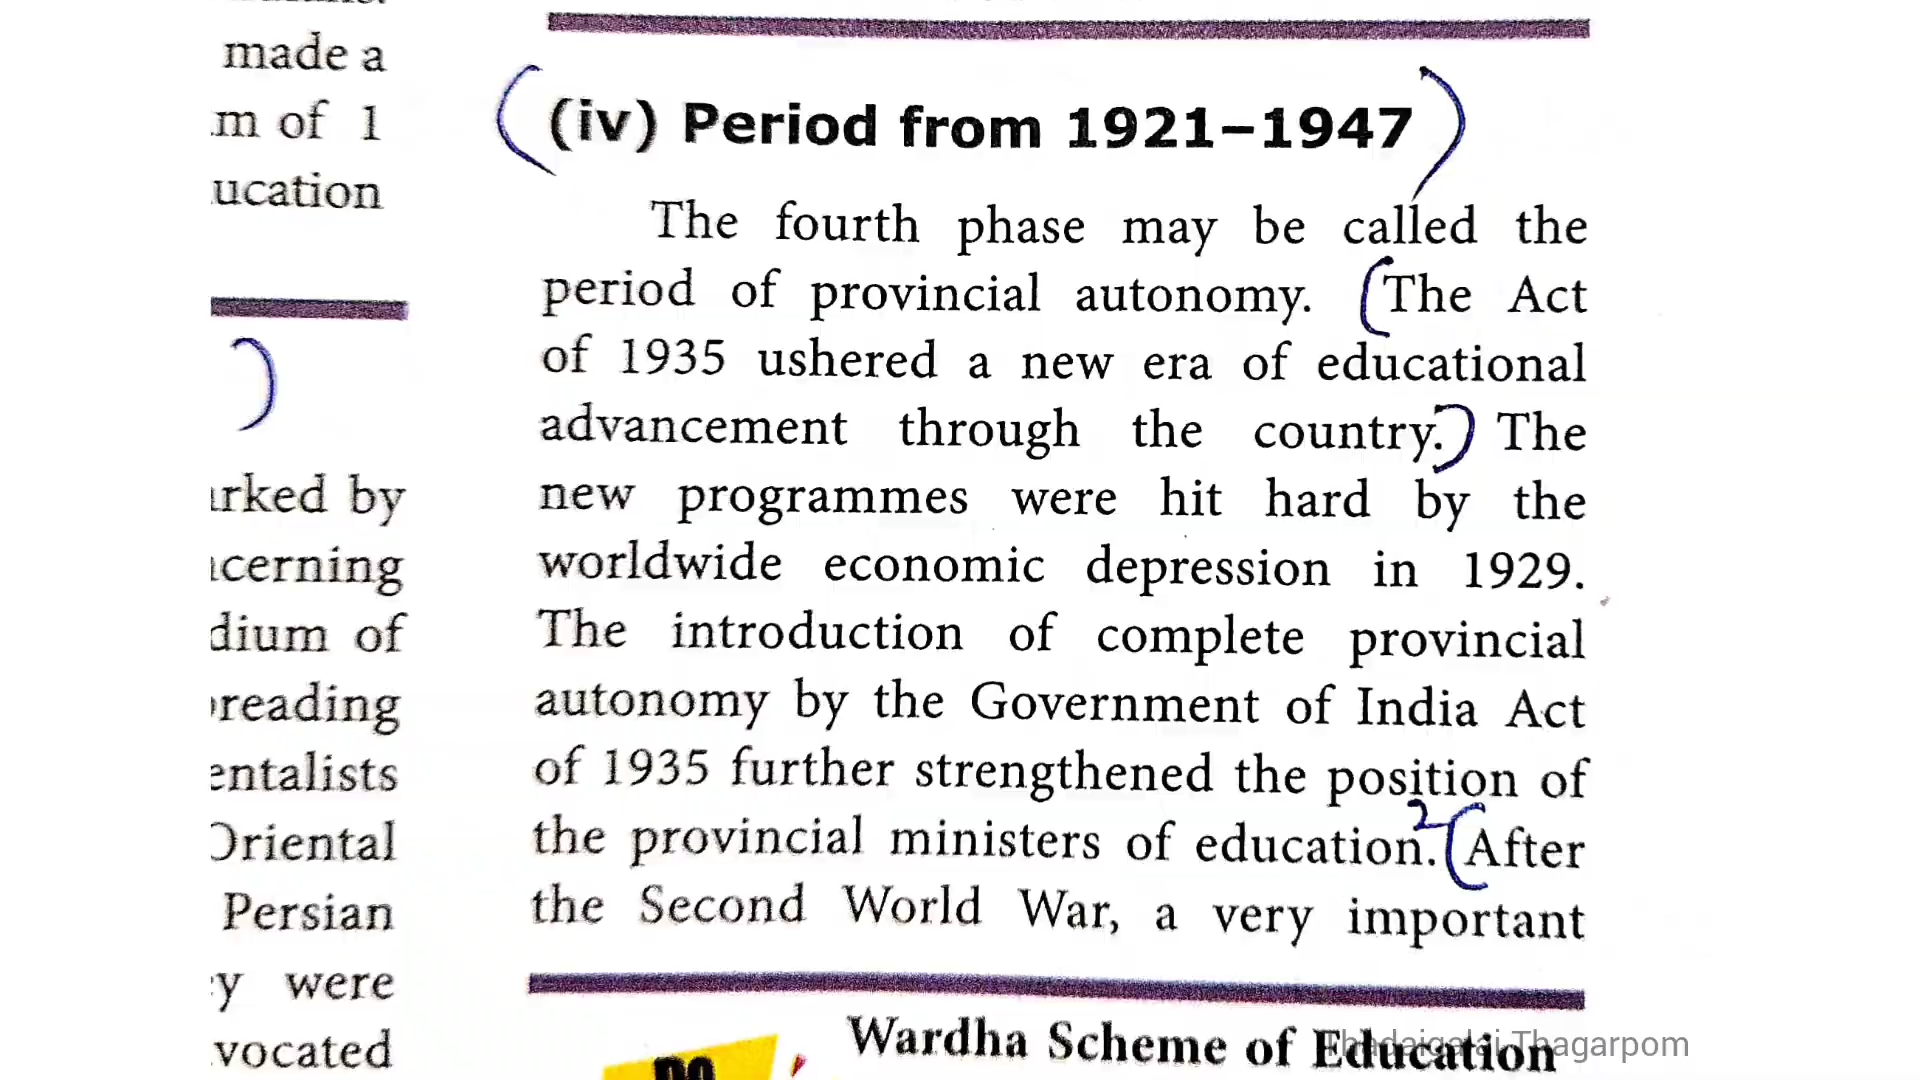 made a
m of 1
ucation
rked by
cerning
dium of
reading
entalists
Oriental
Persian
y were
vocated
(iv) Period from 1921–1947
The fourth phase may be called the
period of provincial autonomy. (The Act
of 1935 ushered a new era of educational
advancement through the country.) The
new programmes were hit hard by the
worldwide economic depression in 1929.
The introduction of complete provincial
autonomy by the Government of India Act
of 1935 further strengthened the position of
the provincial ministers of education. 2 (After
the Second World War, a very important
Wardha Scheme of Education
Thadaigalai Thagarpom